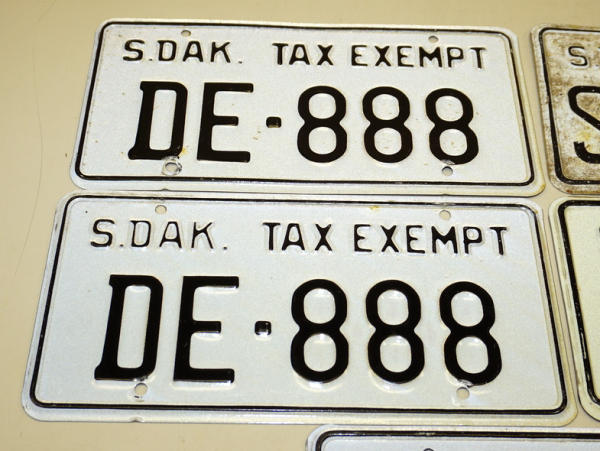 S.DAK. TAX EXEMPT
DE·888
S
S.DAK. TAX EXEMPT
DE·888